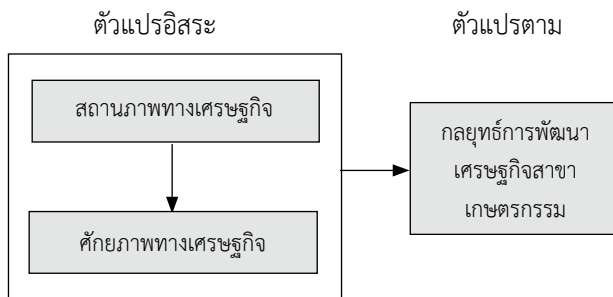 ตัวแปรอิสระ
ตัวแปรตาม
สถานภาพทางเศรษฐกิจ
ศักยภาพทางเศรษฐกิจ
กลยุทธ์การพัฒนา
เศรษฐกิจสาขา
เกษตรกรรม